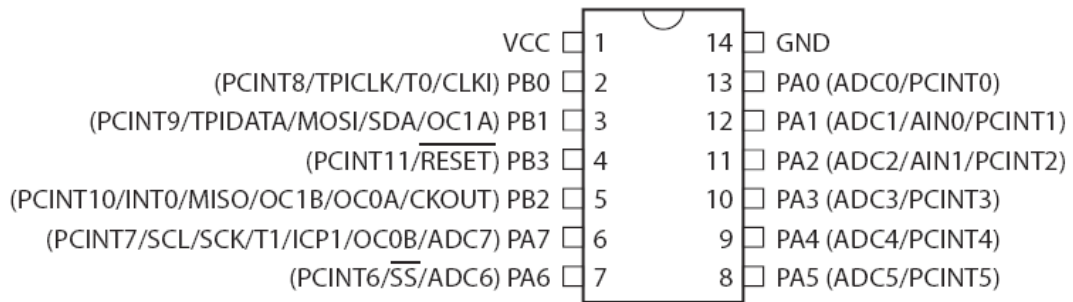 VCC 1 14 GND
(PCINT8/TPICLK/T0/CLKI) PB0 2 13 PA0 (ADC0/PCINT0)
(PCINT9/TPIDATA/MOSI/SDA/OC1A) PB1 3 12 PA1 (ADC1/AIN0/PCINT1)
(PCINT11/RESET) PB3 4 11 PA2 (ADC2/AIN1/PCINT2)
(PCINT10/INT0/MISO/OC1B/OC0A/CKOUT) PB2 5 10 PA3 (ADC3/PCINT3)
(PCINT7/SCL/SCK/T1/ICP1/OC0B/ADC7) PA7 6 9 PA4 (ADC4/PCINT4)
(PCINT6/SS/ADC6) PA6 7 8 PA5 (ADC5/PCINT5)